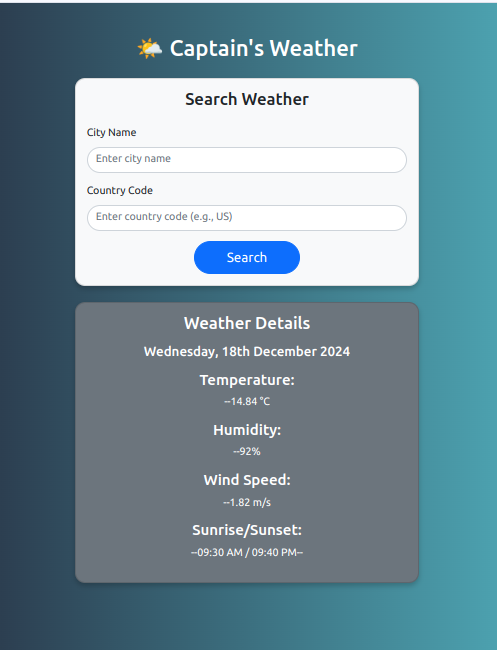 🌤️ Captain's Weather
Search Weather
City Name
Enter city name
Country Code
Enter country code (e.g., US)
Search
Weather Details
Wednesday, 18th December 2024
Temperature:
--14.84 °C
Humidity:
--92%
Wind Speed:
--1.82 m/s
Sunrise/Sunset:
--09:30 AM / 09:40 PM--